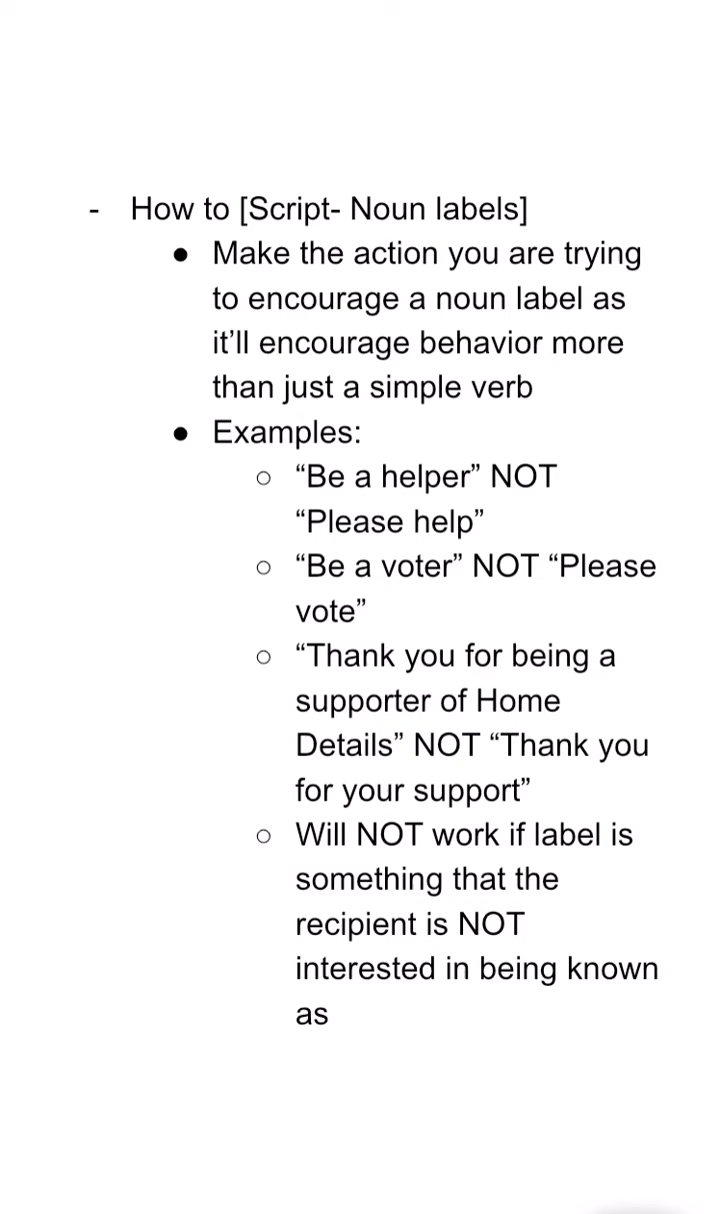 - How to [Script- Noun labels]
● Make the action you are trying
to encourage a noun label as
it’ll encourage behavior more
than just a simple verb
● Examples:
○ “Be a helper” NOT
“Please help”
○ “Be a voter” NOT “Please
vote”
○ “Thank you for being a
supporter of Home
Details” NOT “Thank you
for your support”
○ Will NOT work if label is
something that the
recipient is NOT
interested in being known
as